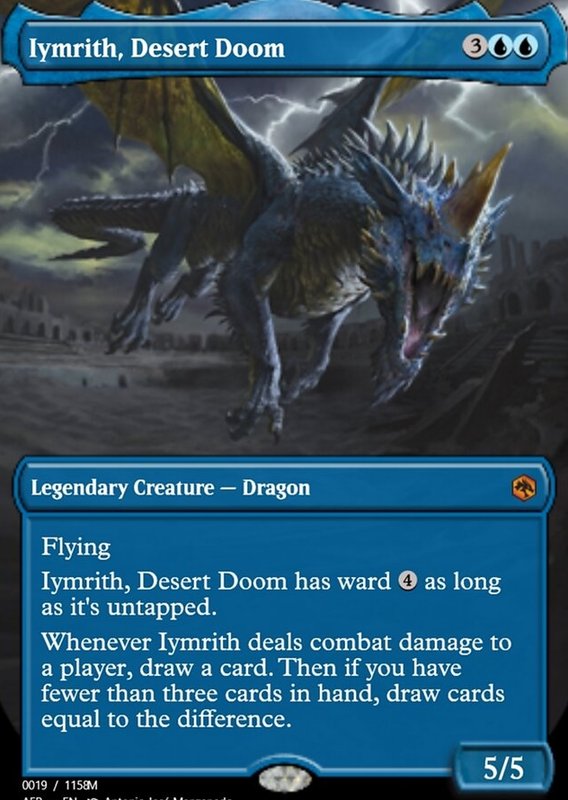 Iymrith, Desert Doom 3
Legendary Creature — Dragon
Flying
Iymrith, Desert Doom has ward 4 as long
as it's untapped.
Whenever Iymrith deals combat damage to
a player, draw a card. Then if you have
fewer than three cards in hand, draw cards
equal to the difference.
5/5
0019 / 1158M